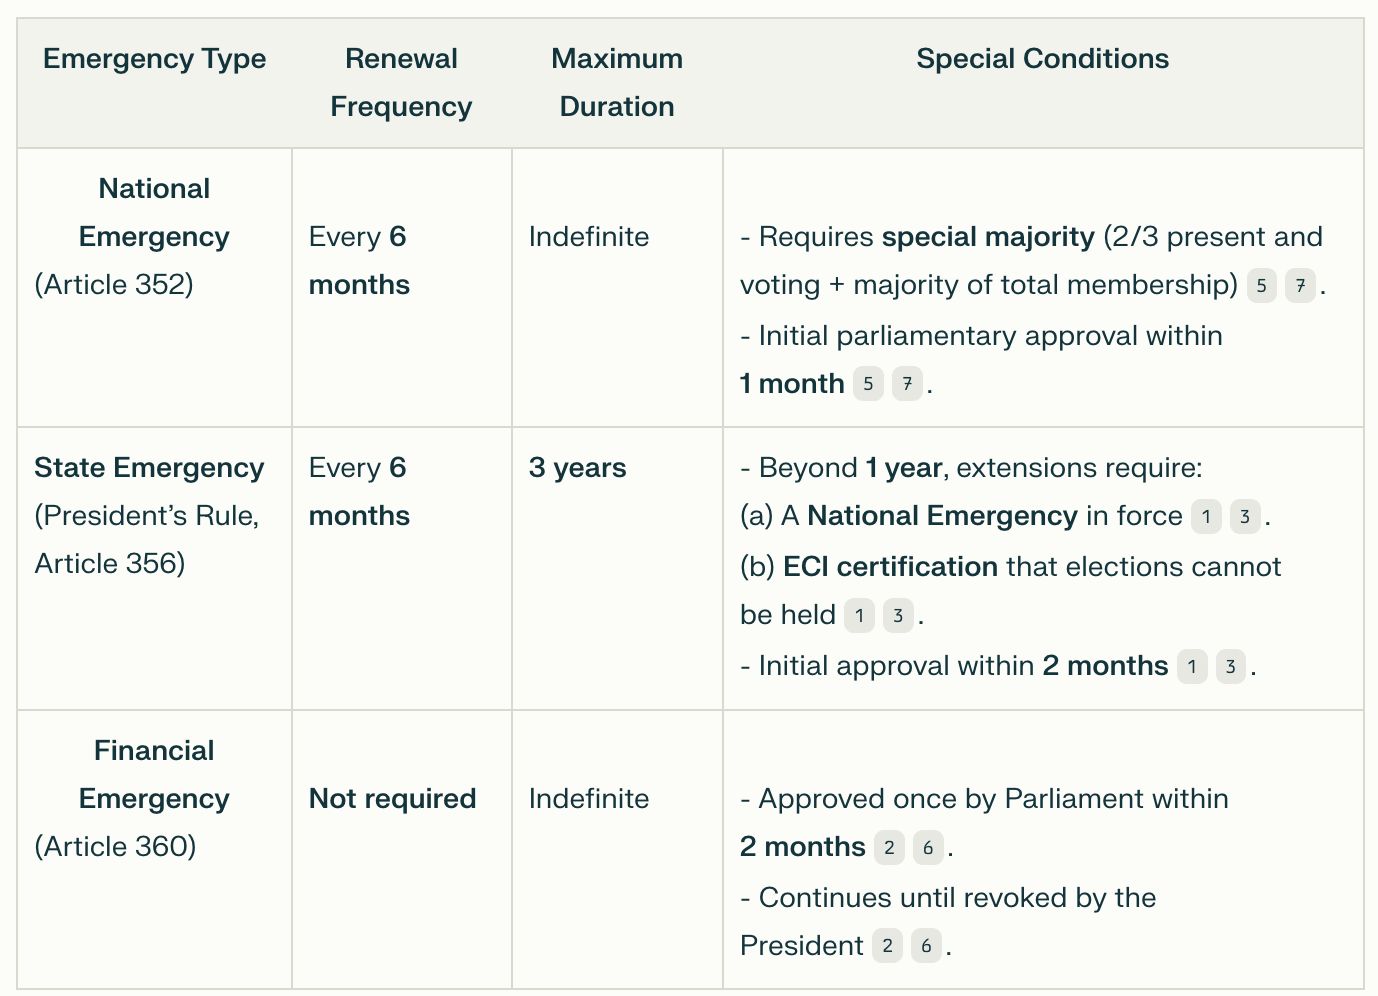 Emergency Type
Renewal
Frequency
Maximum
Duration
Special Conditions
National
Emergency
(Article 352)
Every 6
months
Indefinite
- Requires special majority (2/3 present and
voting + majority of total membership) 5 7 .
- Initial parliamentary approval within
1 month 5 7 .
State Emergency
(President’s Rule,
Article 356)
Every 6
months
3 years
- Beyond 1 year, extensions require:
(a) A National Emergency in force 1 3 .
(b) ECI certification that elections cannot
be held 1 3 .
- Initial approval within 2 months 1 3 .
Financial
Emergency
(Article 360)
Not required
Indefinite
- Approved once by Parliament within
2 months 2 6 .
- Continues until revoked by the
President 2 6 .